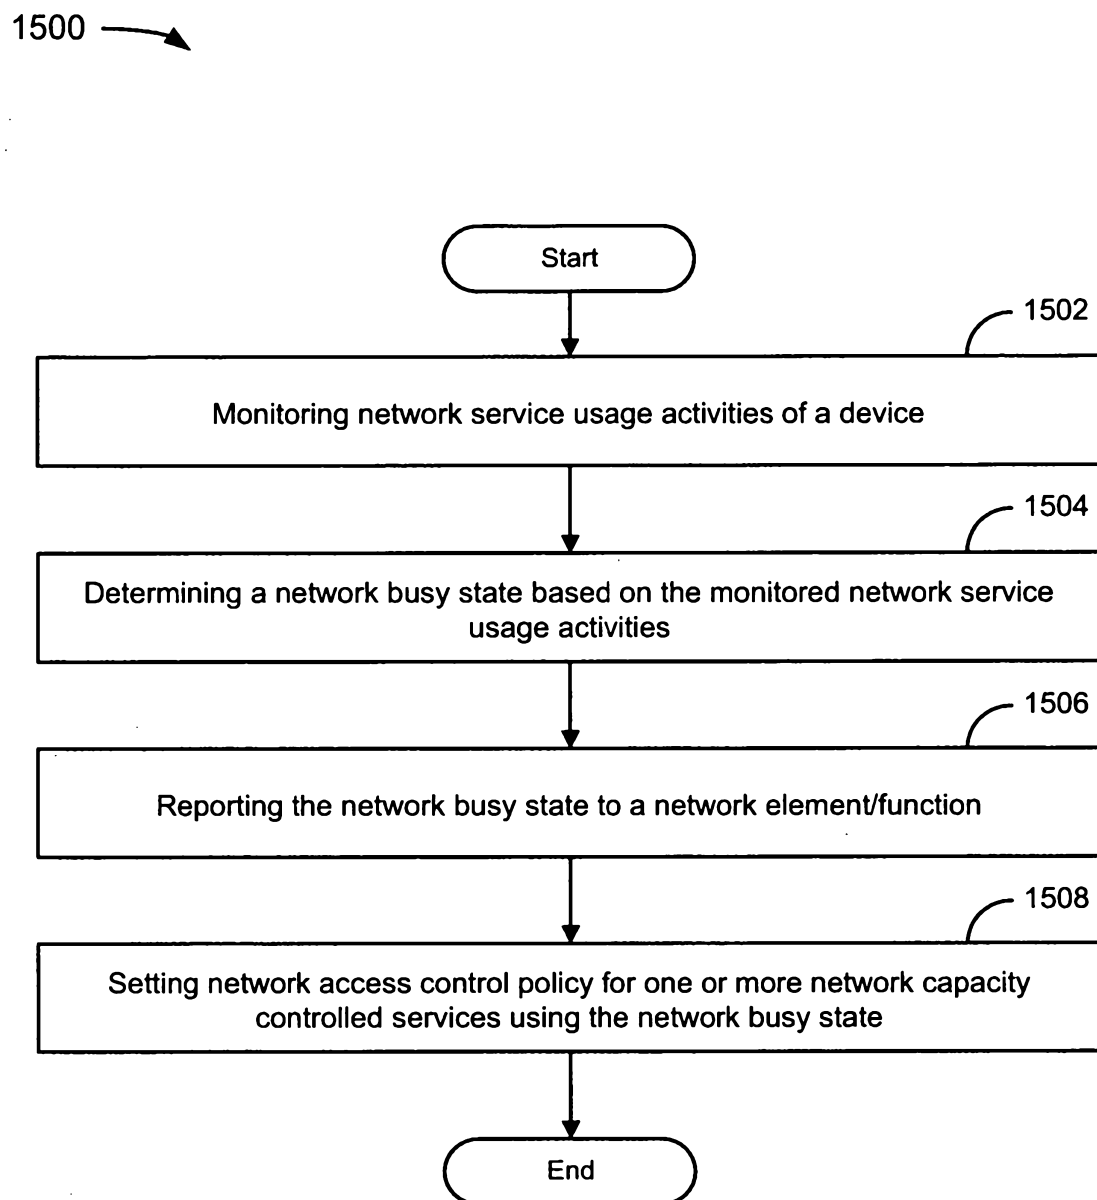 1500
Start
1502
Monitoring network service usage activities of a device
1504
Determining a network busy state based on the monitored network service
usage activities
1506
Reporting the network busy state to a network element/function
1508
Setting network access control policy for one or more network capacity
controlled services using the network busy state
End